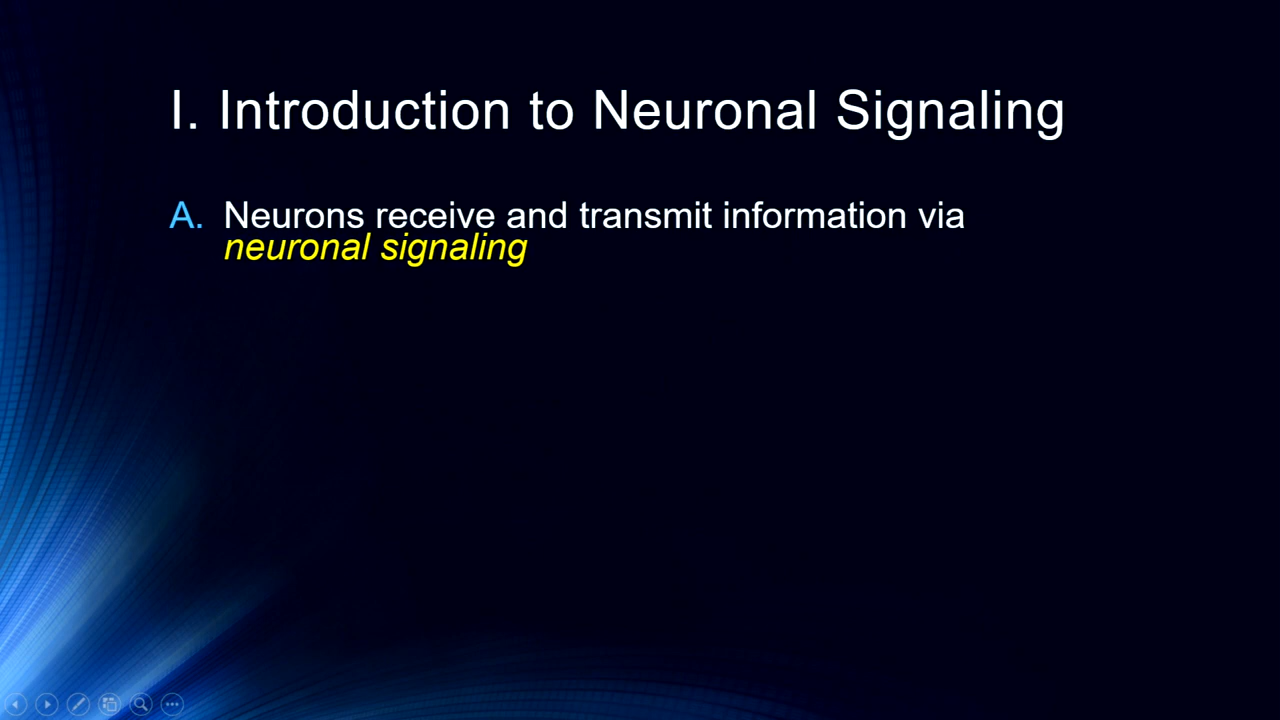 I. Introduction to Neuronal Signaling
A. Neurons receive and transmit information via
neuronal signaling